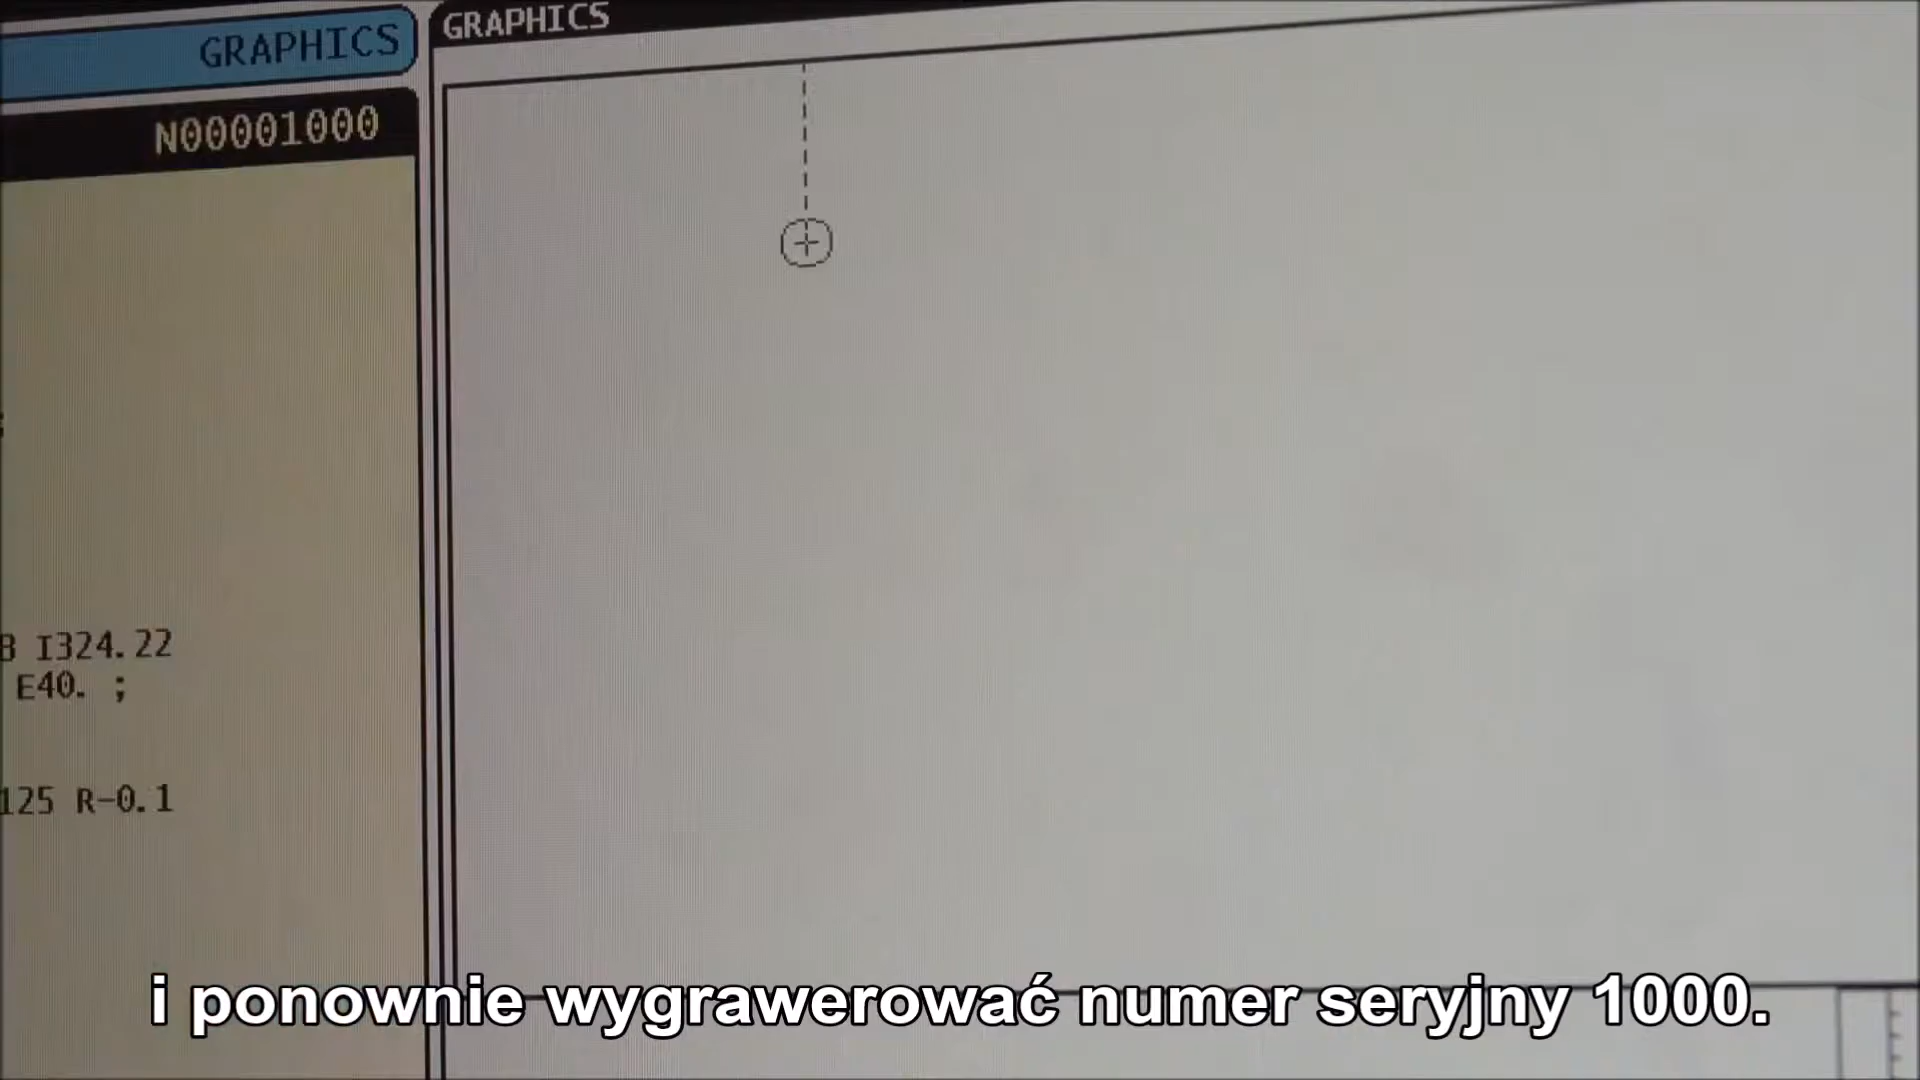 GRAPHICS
GRAPHICS
N00001000
I324.22
E40. ;
125 R-0.1
i ponownie wygrawerować numer seryjny 1000.